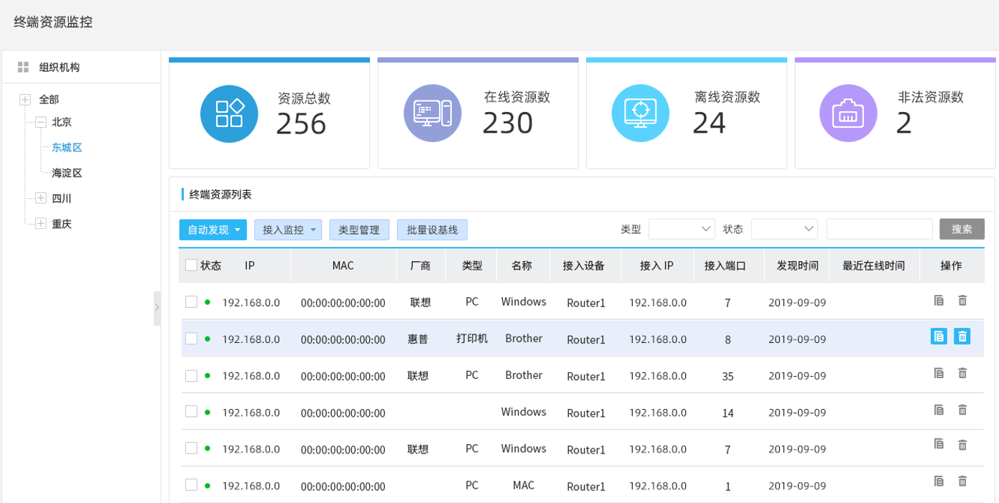 终端资源监控
组织机构
全部
北京
东城区
海淀区
四川
重庆
资源总数
256
在线资源数
230
离线资源数
24
非法资源数
2
终端资源列表
自动发现 接入监控 类型管理 批量设基线 类型 状态 搜索
状态 IP MAC 厂商 类型 名称 接入设备 接入 IP 接入端口 发现时间 最近在线时间 操作
192.168.0.0 00:00:00:00:00:00 联想 PC Windows Router1 192.168.0.0 7 2019-09-09
192.168.0.0 00:00:00:00:00:00 惠普 打印机 Brother Router1 192.168.0.0 8 2019-09-09
192.168.0.0 00:00:00:00:00:00 联想 PC Brother Router1 192.168.0.0 35 2019-09-09
192.168.0.0 00:00:00:00:00:00 Windows Router1 192.168.0.0 14 2019-09-09
192.168.0.0 00:00:00:00:00:00 联想 PC Windows Router1 192.168.0.0 7 2019-09-09
192.168.0.0 00:00:00:00:00:00 PC MAC Router1 192.168.0.0 1 2019-09-09